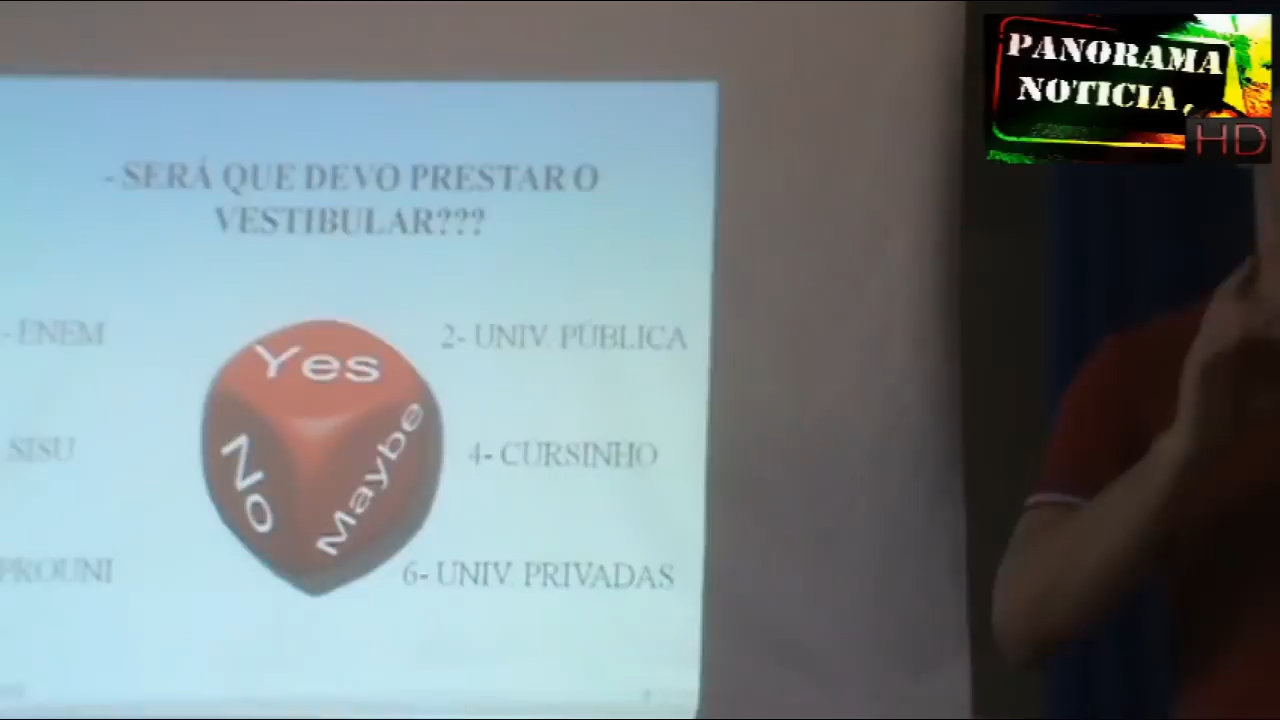 PANORAMA
NOTICIA
HD
- SERÁ QUE DEVO PRESTAR O
VESTIBULAR???
- ENEM
2- UNIV. PÚBLICA
SISU
4- CURSINHO
PROUNI
6- UNIV. PRIVADAS
Yes
No
Maybe